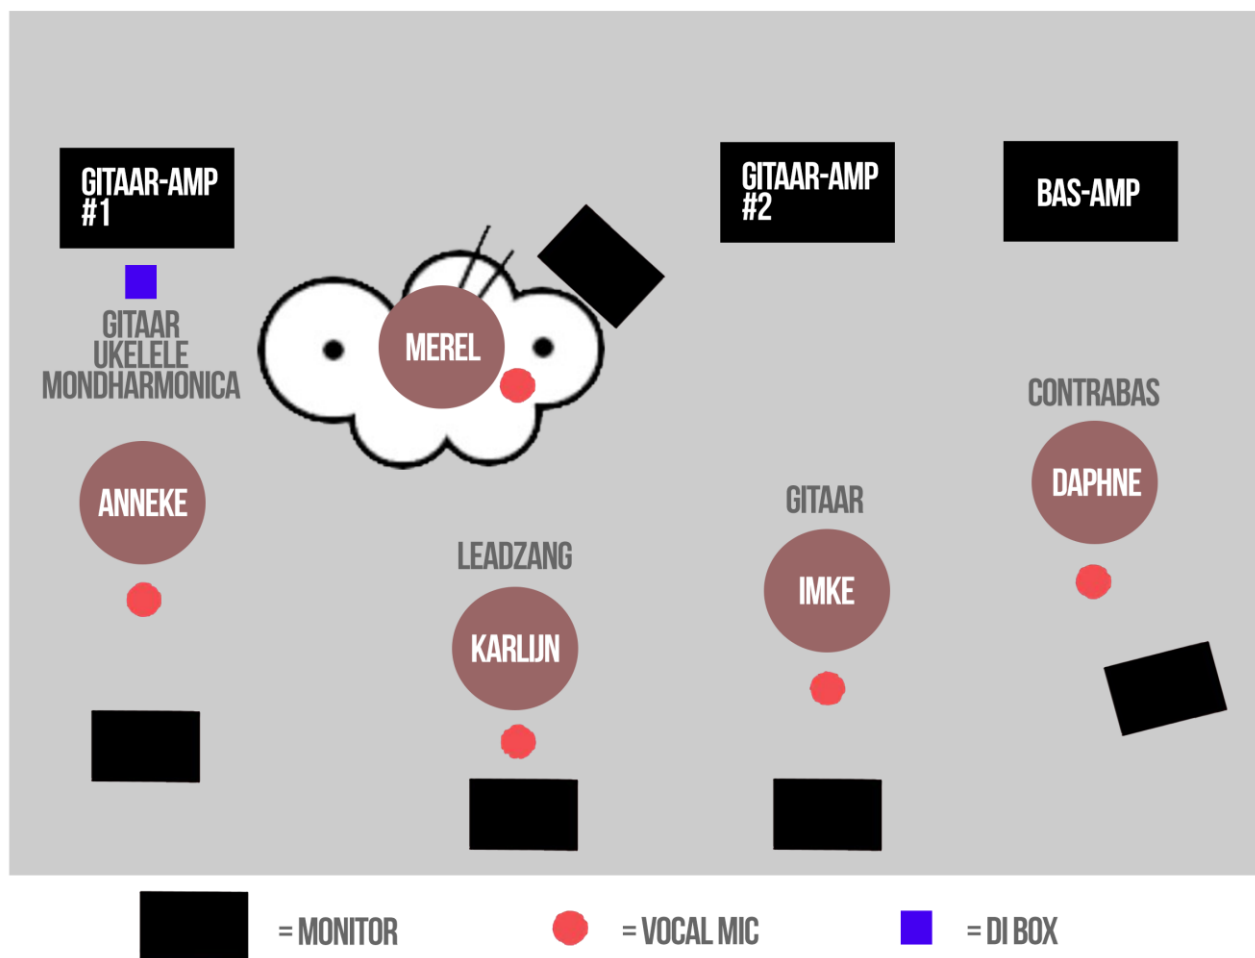 GITAAR-AMP
#1
GITAAR-AMP
#2
BAS-AMP
GITAAR
UKELELE
MONDHARMONICA
MEREL
CONTRABAS
ANNEKE
DAPHNE
GITAAR
LEADZANG
IMKE
KARLIJN
= MONITOR
= VOCAL MIC
= DI BOX